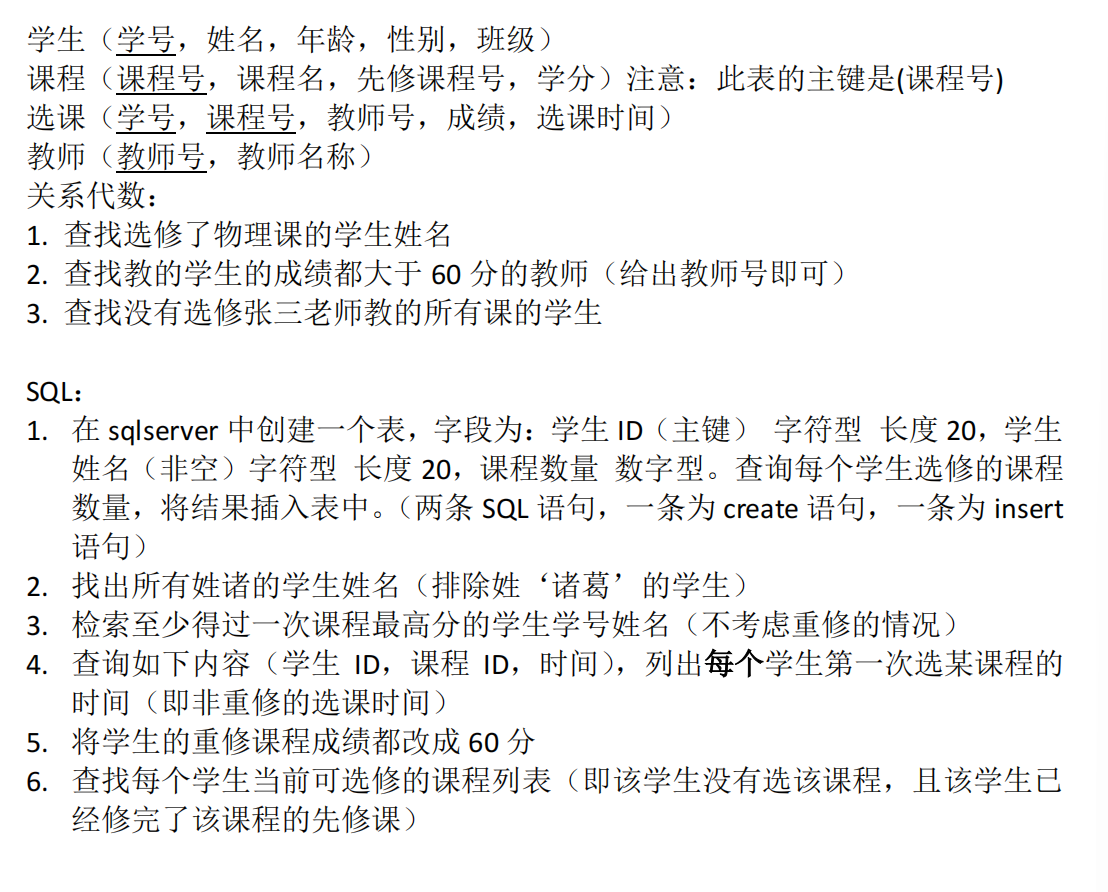 学生（学号，姓名，年龄，性别，班级）
课程（课程号，课程名，先修课程号，学分）注意：此表的主键是(课程号)
选课（学号，课程号，教师号，成绩，选课时间）
教师（教师号，教师名称）
关系代数：
1. 查找选修了物理课的学生姓名
2. 查找教的学生的成绩都大于 60 分的教师（给出教师号即可）
3. 查找没有选修张三老师教的所有课的学生
SQL：
1. 在 sqlserver 中创建一个表，字段为：学生 ID（主键） 字符型 长度 20，学生
姓名（非空）字符型 长度 20，课程数量 数字型。查询每个学生选修的课程
数量，将结果插入表中。（两条 SQL 语句，一条为 create 语句，一条为 insert
语句）
2. 找出所有姓诸的学生姓名（排除姓‘诸葛’的学生）
3. 检索至少得过一次课程最高分的学生学号姓名（不考虑重修的情况）
4. 查询如下内容（学生 ID，课程 ID，时间），列出每个学生第一次选某课程的
时间（即非重修的选课时间）
5. 将学生的重修课程成绩都改成 60 分
6. 查找每个学生当前可选修的课程列表（即该学生没有选该课程，且该学生已
经修完了该课程的先修课）